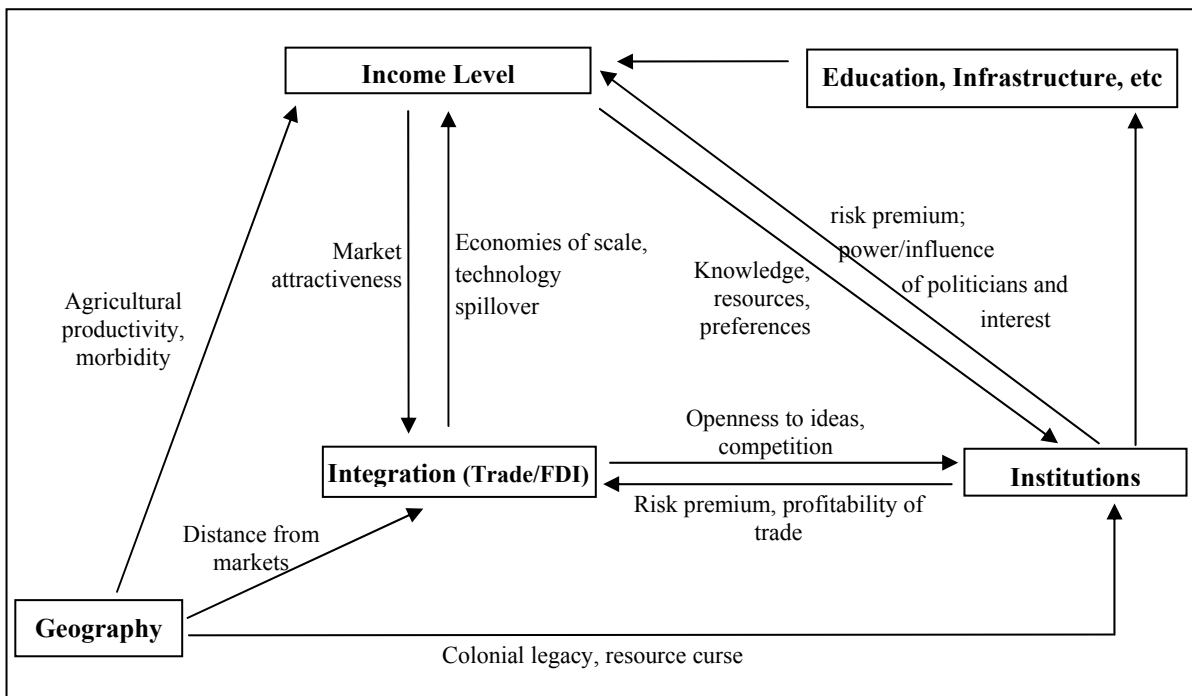 Income Level
Education, Infrastructure, etc
risk premium;
power/influence
of politicians and
interest
Market
attractiveness
Economies of scale,
technology
spillover
Knowledge,
resources,
preferences
Agricultural
productivity,
morbidity
Openness to ideas,
competition
Integration (Trade/FDI)
Institutions
Risk premium, profitability of
trade
Distance from
markets
Geography
Colonial legacy, resource curse